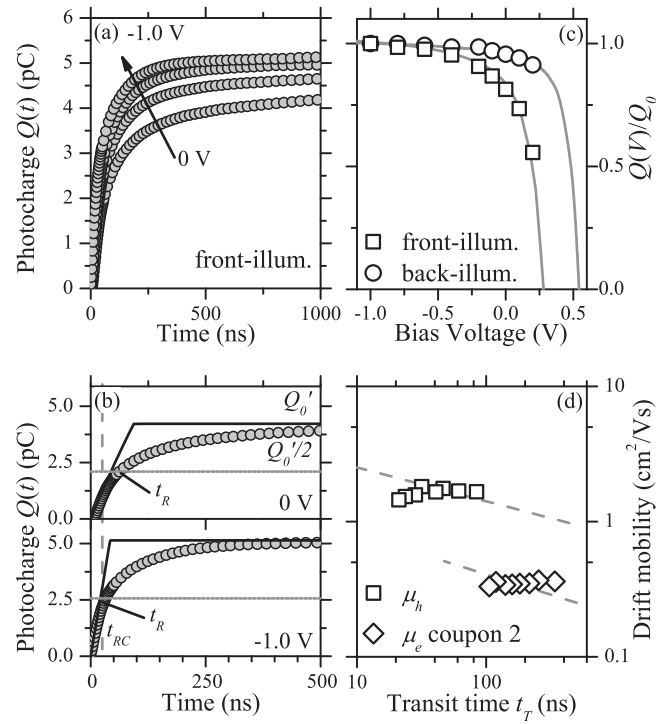 (a)
-1.0 V
0 V
front-illum.
Photocharge Q(t) (pC)
6
5
4
3
2
1
0
0 500 1000
Time (ns)
(c)
front-illum.
back-illum.
Q(V)/Q0
1.0
0.5
0.0
-1.0 -0.5 0.0 0.5
Bias Voltage (V)
(b)
Q0'
Q0'/2
tR
0 V
tR
tRC
-1.0 V
Photocharge Q(t) (pC)
5.0
2.5
0.0
5.0
2.5
0.0
0 250 500
Time (ns)
(d)
μh
μe coupon 2
Drift mobility (cm²/Vs)
10
1
0.1
10 100
Transit time tT (ns)